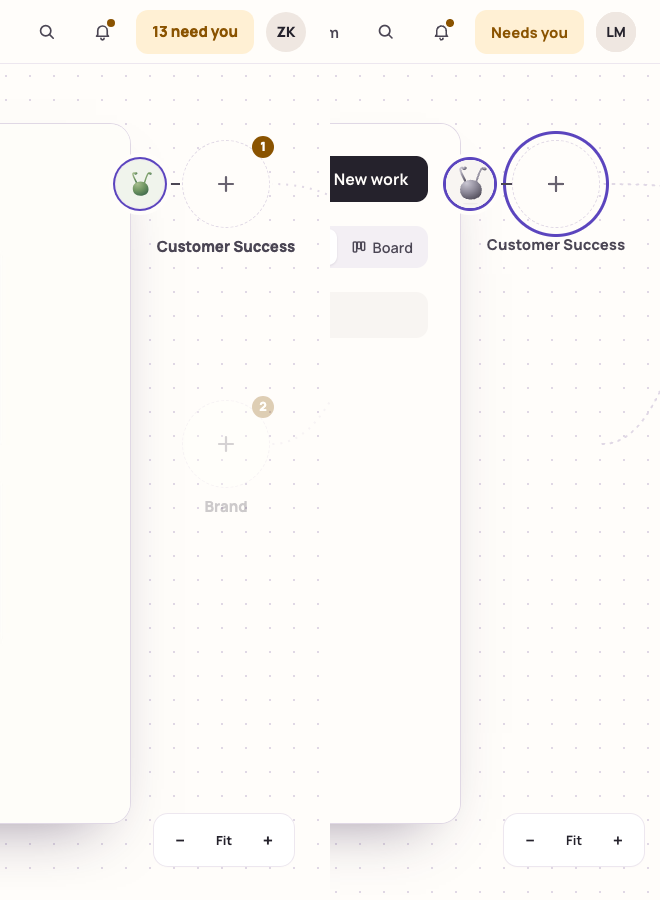 13 need you
ZK
n
Needs you
LM
1
Customer Success
2
Brand
Fit
New work
Board
Customer Success
Fit